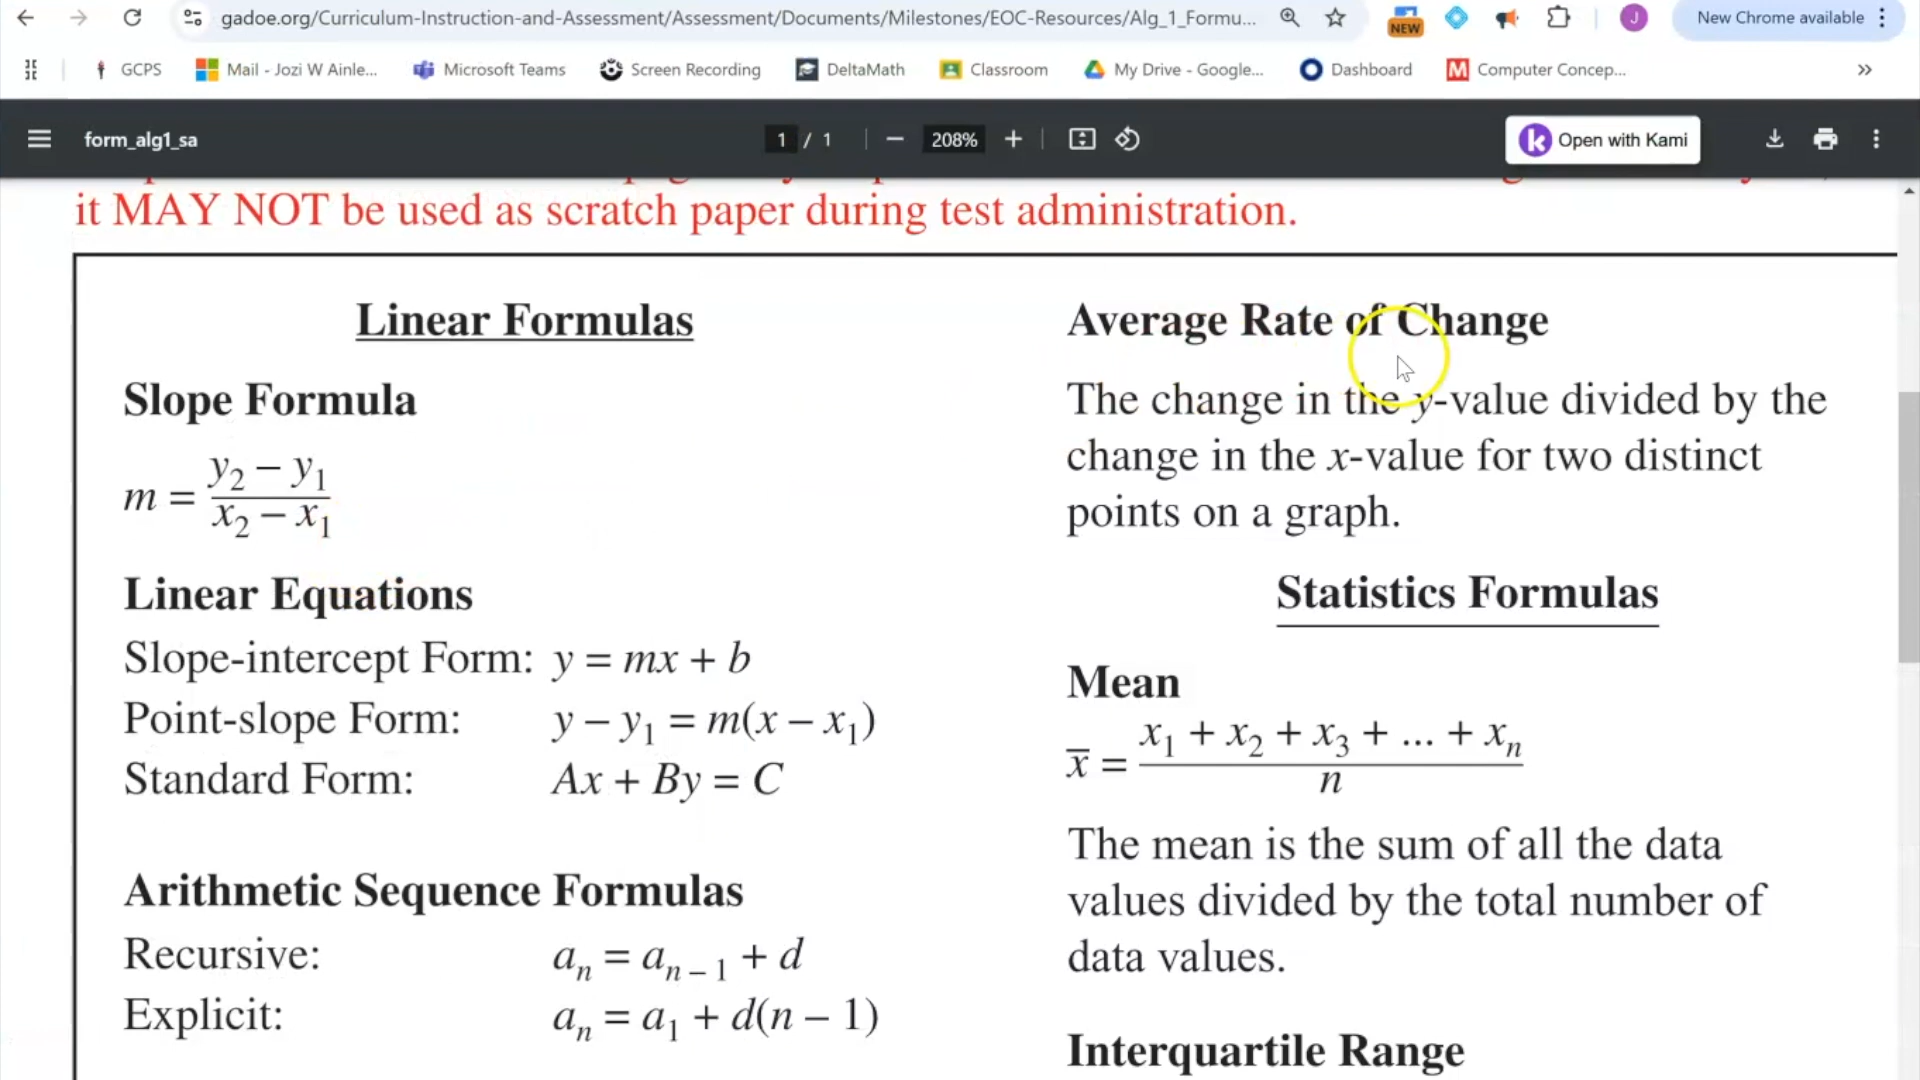 gadoe.org/Curriculum-Instruction-and-Assessment/Assessment/Documents/Milestones/EOC-Resources/Alg_1_Formu...
NEW
J
New Chrome available
GCPS
Mail - Jozi W Ainle...
Microsoft Teams
Screen Recording
DeltaMath
Classroom
My Drive - Google...
Dashboard
M
Computer Concep...
form_alg1_sa
1 / 1
208%
k
Open with Kami
it MAY NOT be used as scratch paper during test administration.
Linear Formulas
Slope Formula
m = (y₂ − y₁)/(x₂ − x₁)
Linear Equations
Slope-intercept Form: y = mx + b
Point-slope Form: y − y₁ = m(x − x₁)
Standard Form: Ax + By = C
Arithmetic Sequence Formulas
Recursive: aₙ = aₙ₋₁ + d
Explicit: aₙ = a₁ + d(n − 1)
Average Rate of Change
The change in the y-value divided by the
change in the x-value for two distinct
points on a graph.
Statistics Formulas
Mean
x̄ = (x₁ + x₂ + x₃ + ... + xₙ)/n
The mean is the sum of all the data
values divided by the total number of
data values.
Interquartile Range